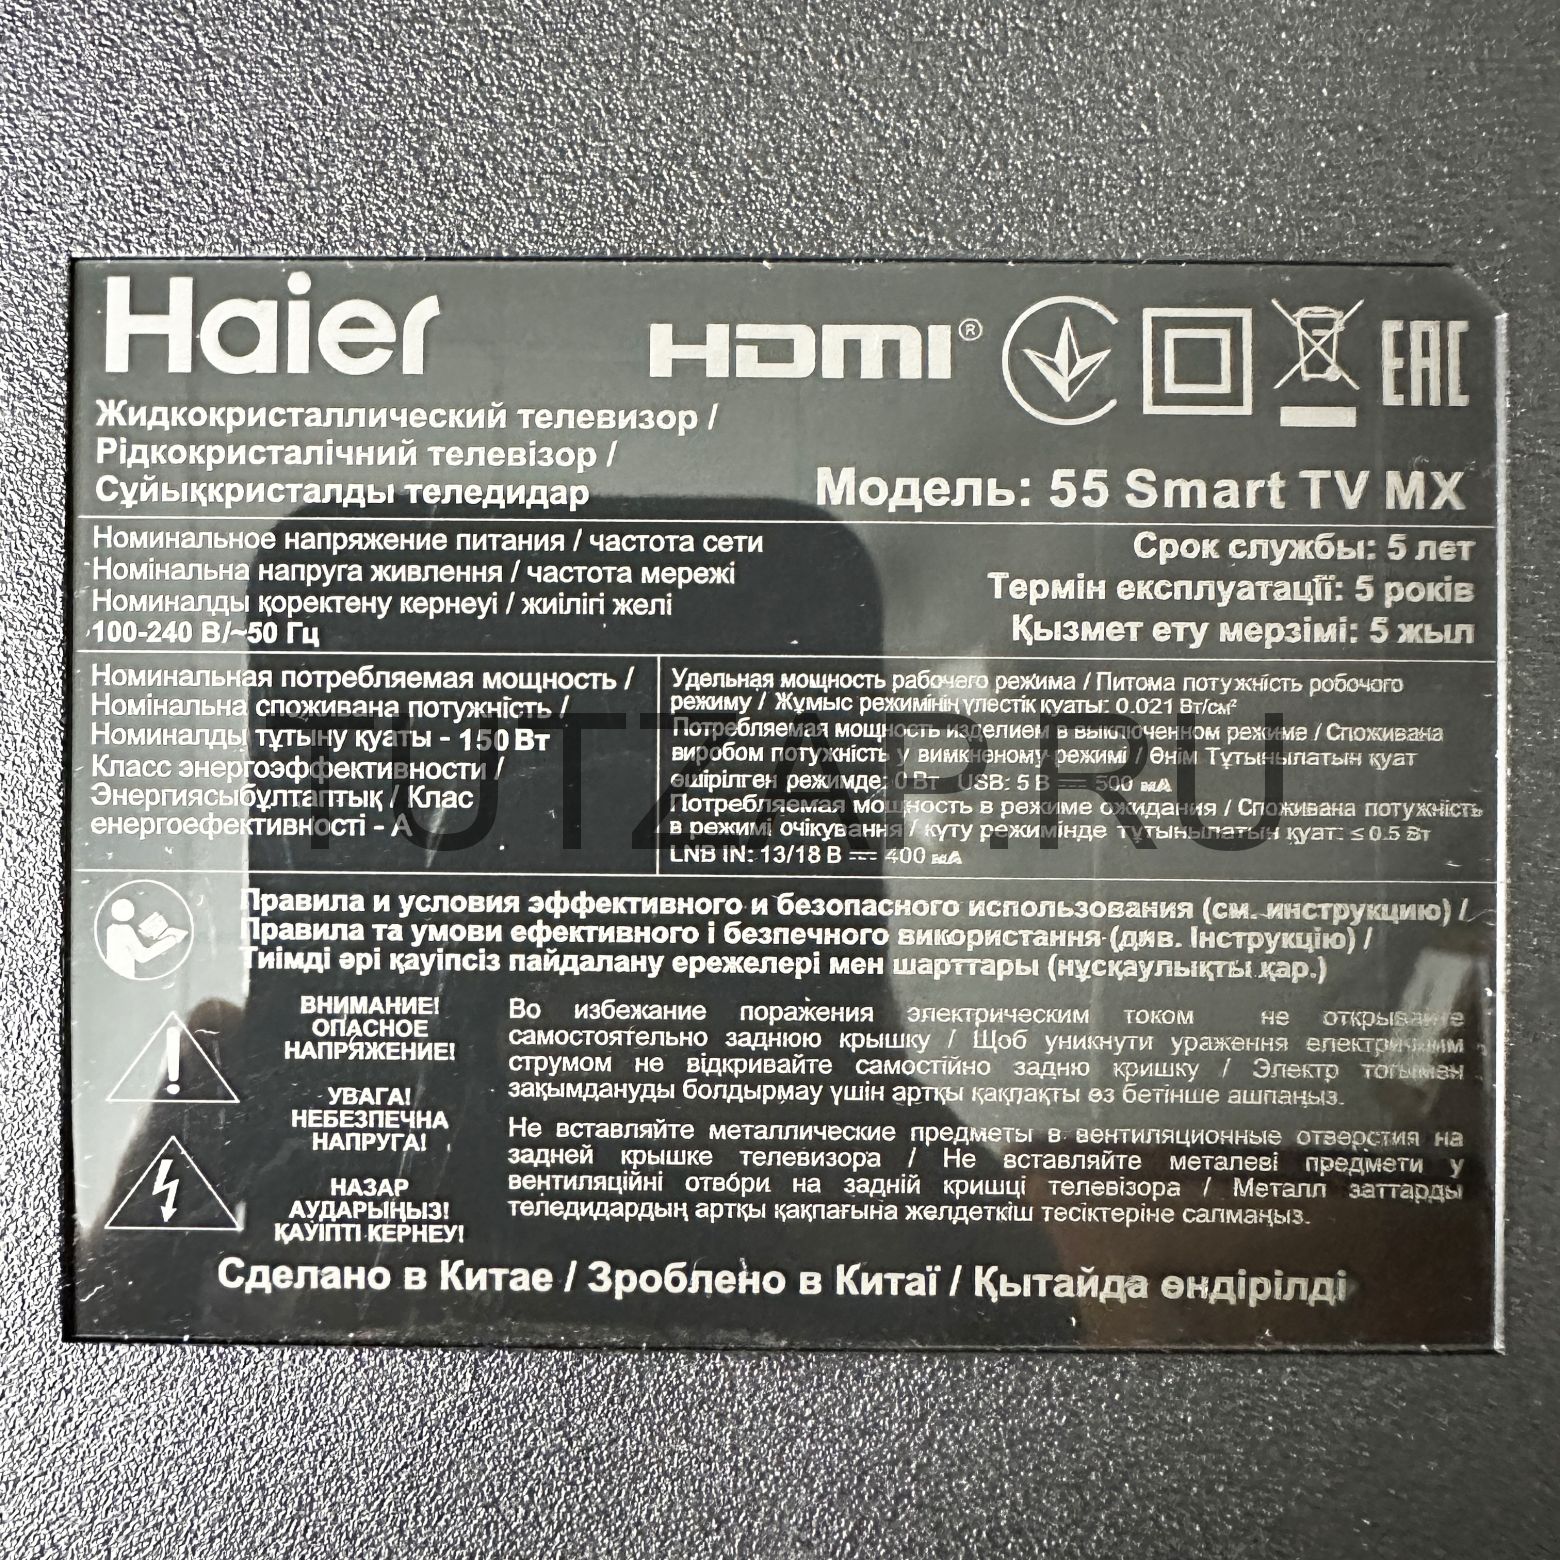 Haier
HDMI®
EAC
Жидкокристаллический телевизор /
Рідкокристалічний телевізор /
Сұйыққкристалды теледидар
Модель: 55 Smart TV MX
Номинальное напряжение питания / частота сети
Номінальна напруга живлення / частота мережі
Номиналды қоректену кернеуі / жиілігі желі
100-240 В/~50 Гц
Срок службы: 5 лет
Термін експлуатації: 5 років
Қызмет ету мерзімі: 5 жыл
Номинальная потребляемая мощность /
Номінальна споживана потужність /
Номиналды тұтыну қуаты - 150 Вт
Класс энергоэффективности /
Энергиясыбұлтаптық / Клас
енергоефективності - А
Удельная мощность рабочего режима / Питома потужність робочого
режиму / Жұмыс режимінің үлестік қуаты: 0.021 Вт/см²
Потребляемая мощность изделием в выключенном режиме / Споживана
виробом потужність у вимкненому режимі / Өнім Тұтынылатын қуат
өшірілген режимде: 0 Вт USB: 5 В ⎓ 500 мА
Потребляемая мощность в режиме ожидания / Споживана потужність
в режимі очікування / күту режимінде тұтынылатын қуат: ≤ 0.5 Вт
LNB IN: 13/18 В ⎓ 400 мА
TUTZAP.RU
Правила и условия эффективного и безопасного использования (см. инструкцию) /
Правила та умови ефективного і безпечного використання (див. Інструкцію) /
Тиімді әрі қауіпсіз пайдалану ережелері мен шарттары (нұсқаулықты қар.)
ВНИМАНИЕ!
ОПАСНОЕ
НАПРЯЖЕНИЕ!
УВАГА!
НЕБЕЗПЕЧНА
НАПРУГА!
НАЗАР
АУДАРЫҢЫЗ!
ҚАУІПТІ КЕРНЕУ!
Во избежание поражения электрическим током не открывайте
самостоятельно заднюю крышку / Щоб уникнути ураження електричним
струмом не відкривайте самостійно задню кришку / Электр тогымен
зақымдануды болдырмау үшін артқы қақпақты өз бетінше ашпаңыз.
Не вставляйте металлические предметы в вентиляционные отверстия на
задней крышке телевизора / Не вставляйте металеві предмети у
вентиляційні отвори на задній кришці телевізора / Металл заттарды
теледидардың артқы қақпағына желдеткіш тесіктеріне салмаңыз.
Сделано в Китае / Зроблено в Китаї / Қытайда өндірілді